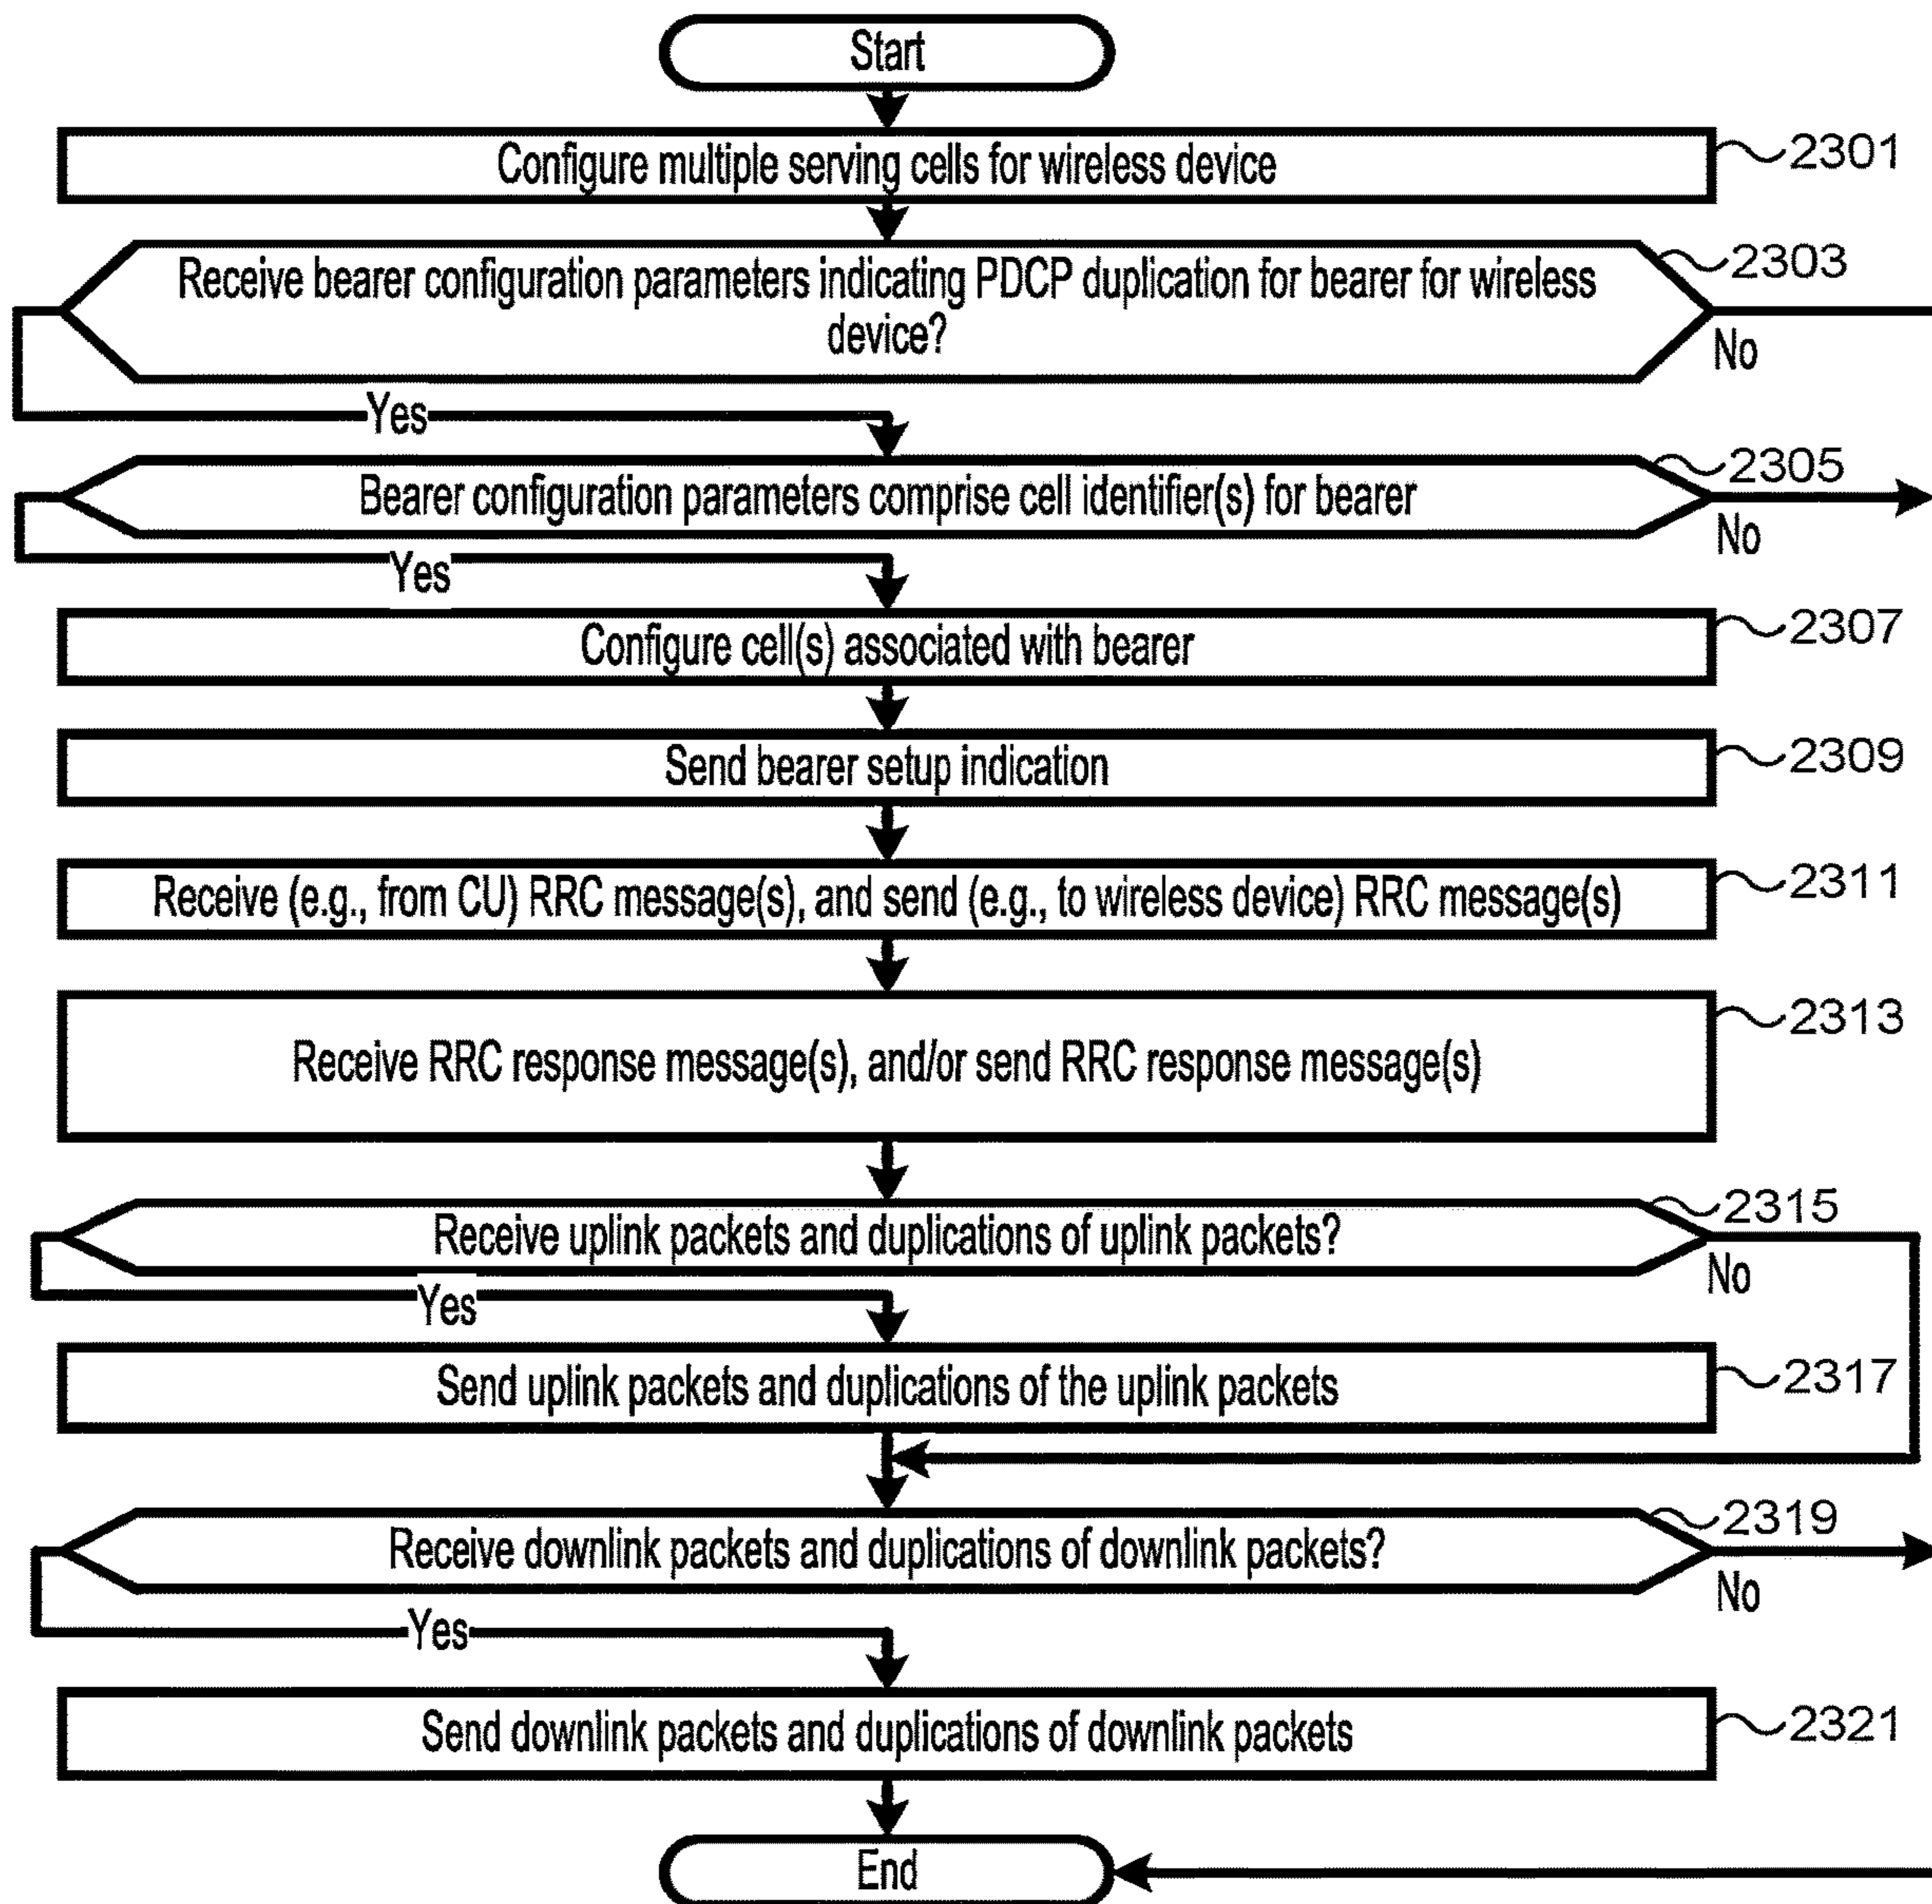 Start
Configure multiple serving cells for wireless device
2301
Receive bearer configuration parameters indicating PDCP duplication for bearer for wireless
device?
2303
No
Yes
Bearer configuration parameters comprise cell identifier(s) for bearer
2305
No
Yes
Configure cell(s) associated with bearer
2307
Send bearer setup indication
2309
Receive (e.g., from CU) RRC message(s), and send (e.g., to wireless device) RRC message(s)
2311
Receive RRC response message(s), and/or send RRC response message(s)
2313
Receive uplink packets and duplications of uplink packets?
2315
No
Yes
Send uplink packets and duplications of the uplink packets
2317
Receive downlink packets and duplications of downlink packets?
2319
No
Yes
Send downlink packets and duplications of downlink packets
2321
End